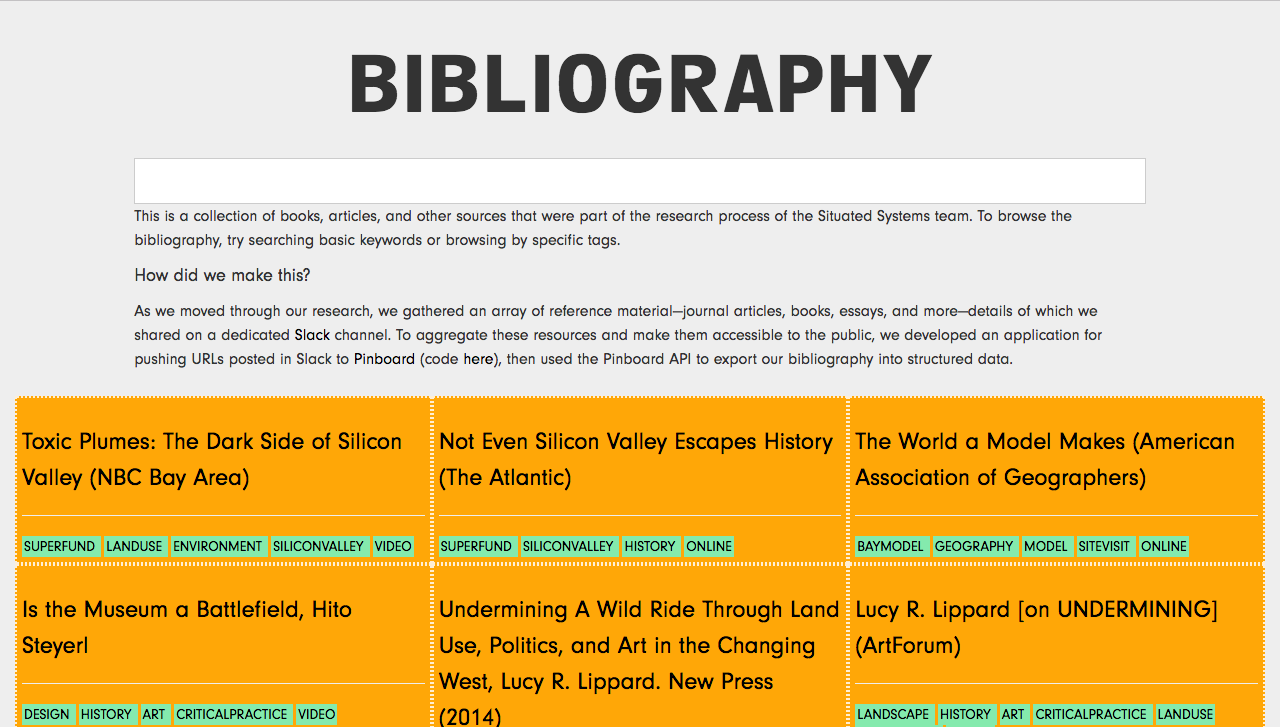 BIBLIOGRAPHY
This is a collection of books, articles, and other sources that were part of the research process of the Situated Systems team. To browse the
bibliography, try searching basic keywords or browsing by specific tags.
How did we make this?
As we moved through our research, we gathered an array of reference material—journal articles, books, essays, and more—details of which we
shared on a dedicated Slack channel. To aggregate these resources and make them accessible to the public, we developed an application for
pushing URLs posted in Slack to Pinboard (code here), then used the Pinboard API to export our bibliography into structured data.
Toxic Plumes: The Dark Side of Silicon
Valley (NBC Bay Area)
SUPERFUND LANDUSE ENVIRONMENT SILICONVALLEY VIDEO
Not Even Silicon Valley Escapes History
(The Atlantic)
SUPERFUND SILICONVALLEY HISTORY ONLINE
The World a Model Makes (American
Association of Geographers)
BAYMODEL GEOGRAPHY MODEL SITEVISIT ONLINE
Is the Museum a Battlefield, Hito
Steyerl
DESIGN HISTORY ART CRITICALPRACTICE VIDEO
Undermining A Wild Ride Through Land
Use, Politics, and Art in the Changing
West, Lucy R. Lippard. New Press
(2014)
Lucy R. Lippard [on UNDERMINING]
(ArtForum)
LANDSCAPE HISTORY ART CRITICALPRACTICE LANDUSE